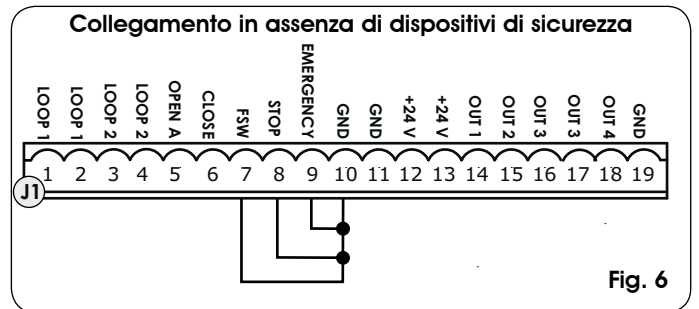 Collegamento in assenza di dispositivi di sicurezza
LOOP 1 LOOP 1 LOOP 2 LOOP 2 OPEN A CLOSE FSW STOP EMERGENCY GND GND +24 V +24 V OUT 1 OUT 2 OUT 3 OUT 3 OUT 4 GND
1 2 3 4 5 6 7 8 9 10 11 12 13 14 15 16 17 18 19
J1
Fig. 6